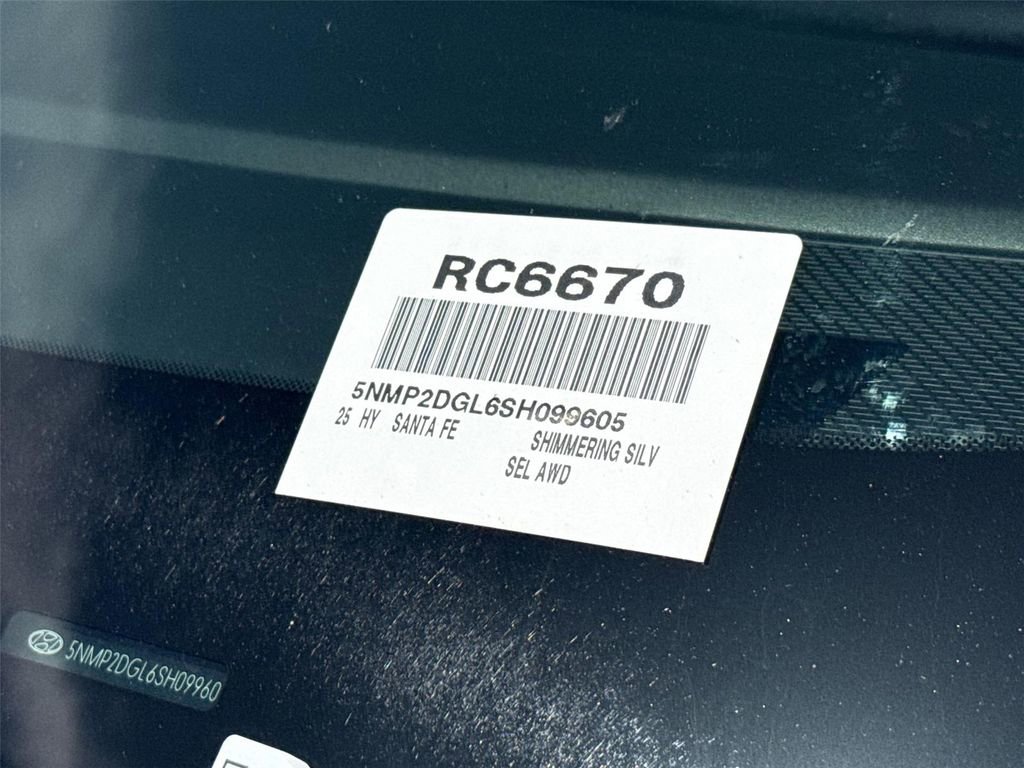 RC6670
5NMP2DGL6SH099605
25 HY SANTA FE
SHIMMERING SILV
SEL AWD
5NMP2DGL6SH09960